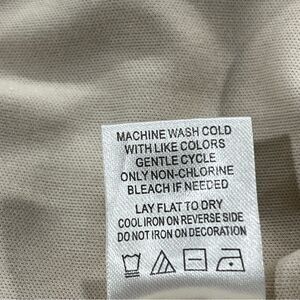 MACHINE WASH COLD
WITH LIKE COLORS
GENTLE CYCLE
ONLY NON-CHLORINE
BLEACH IF NEEDED
LAY FLAT TO DRY
COOL IRON ON REVERSE SIDE
DO NOT IRON ON DECORATION